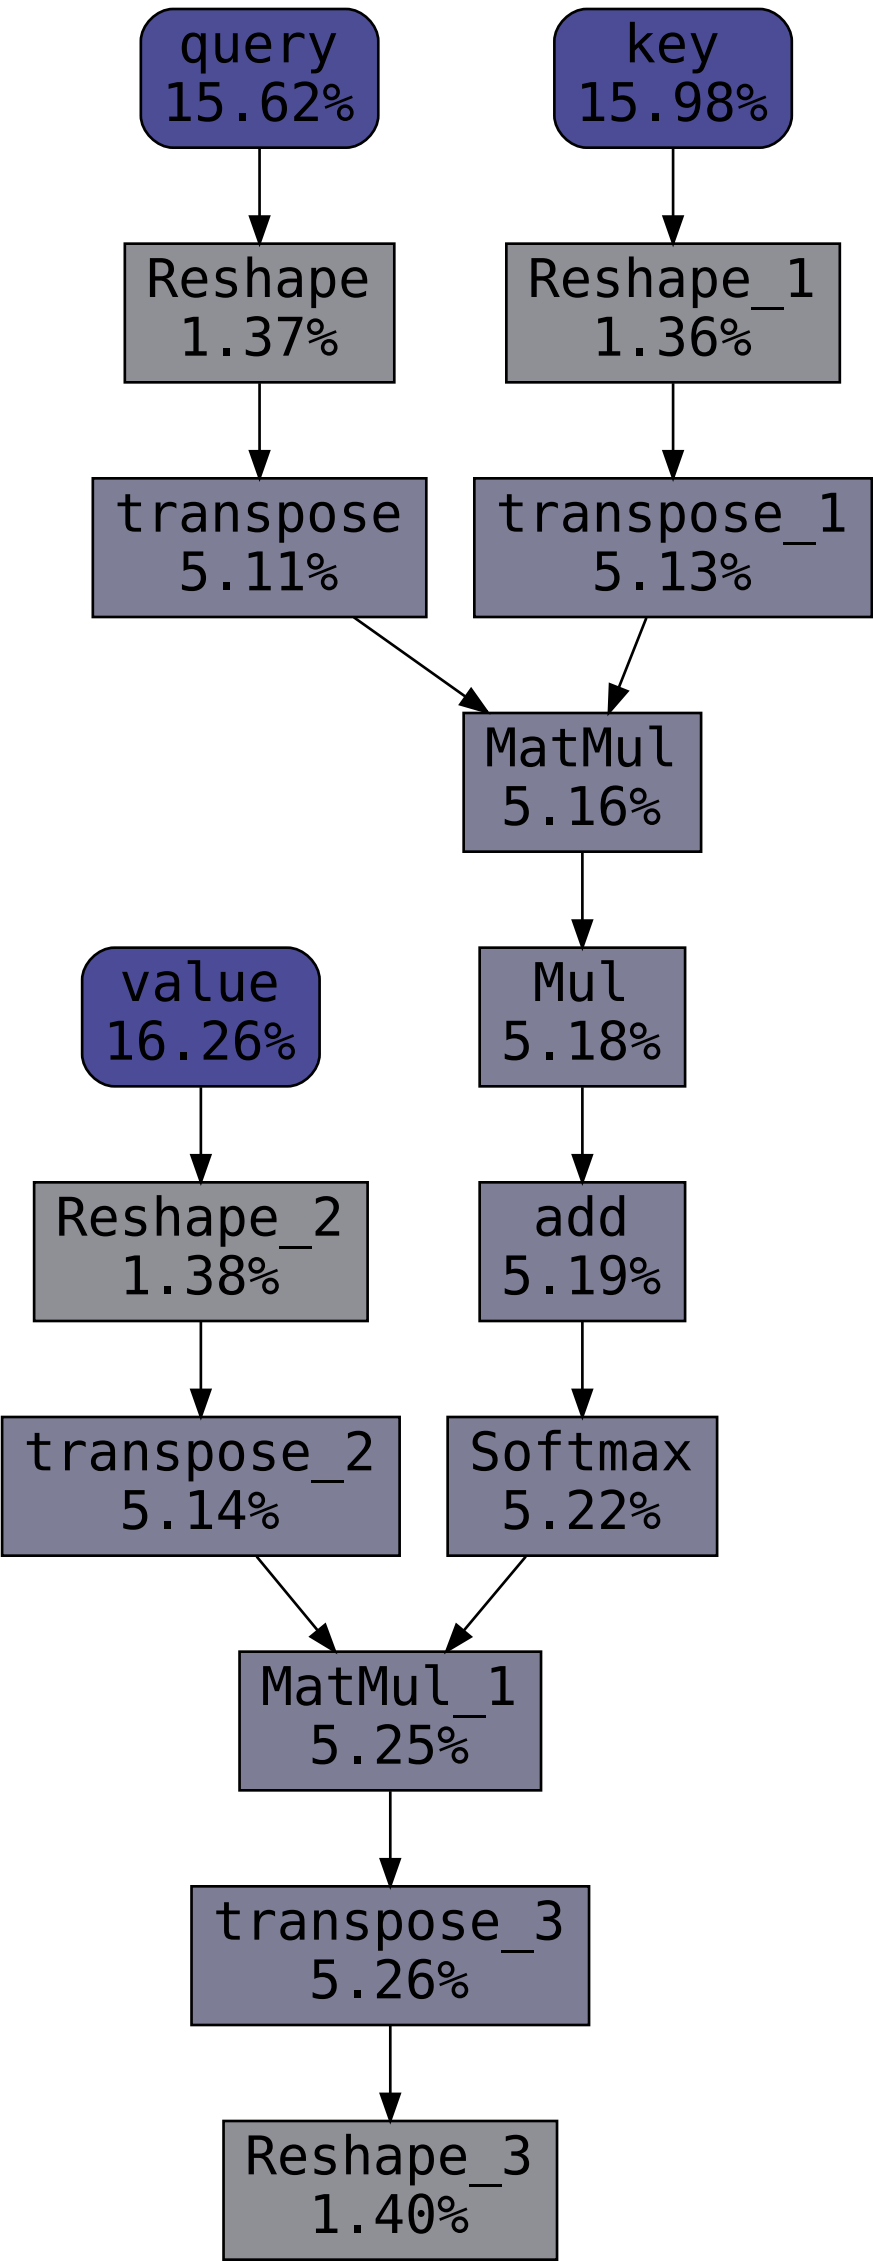 query
15.62%
key
15.98%
Reshape
1.37%
Reshape_1
1.36%
transpose
5.11%
transpose_1
5.13%
MatMul
5.16%
value
16.26%
Mul
5.18%
Reshape_2
1.38%
add
5.19%
transpose_2
5.14%
Softmax
5.22%
MatMul_1
5.25%
transpose_3
5.26%
Reshape_3
1.40%